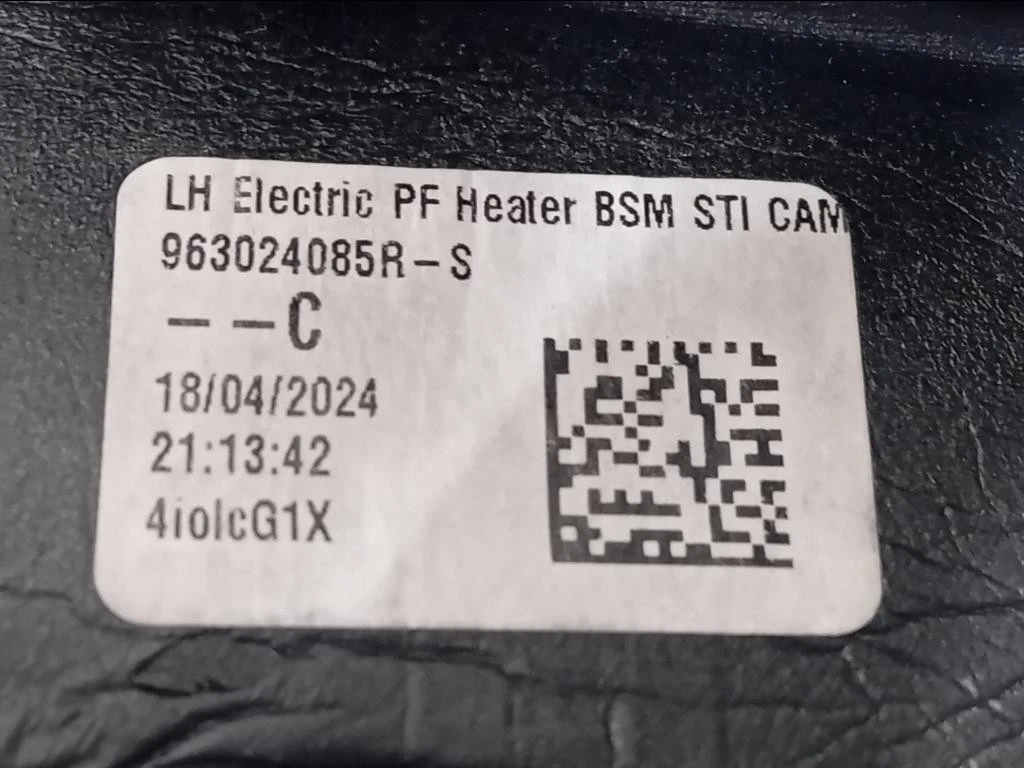 LH Electric PF Heater BSM STI CAM
963024085R-S
--C
18/04/2024
21:13:42
4iolcG1X